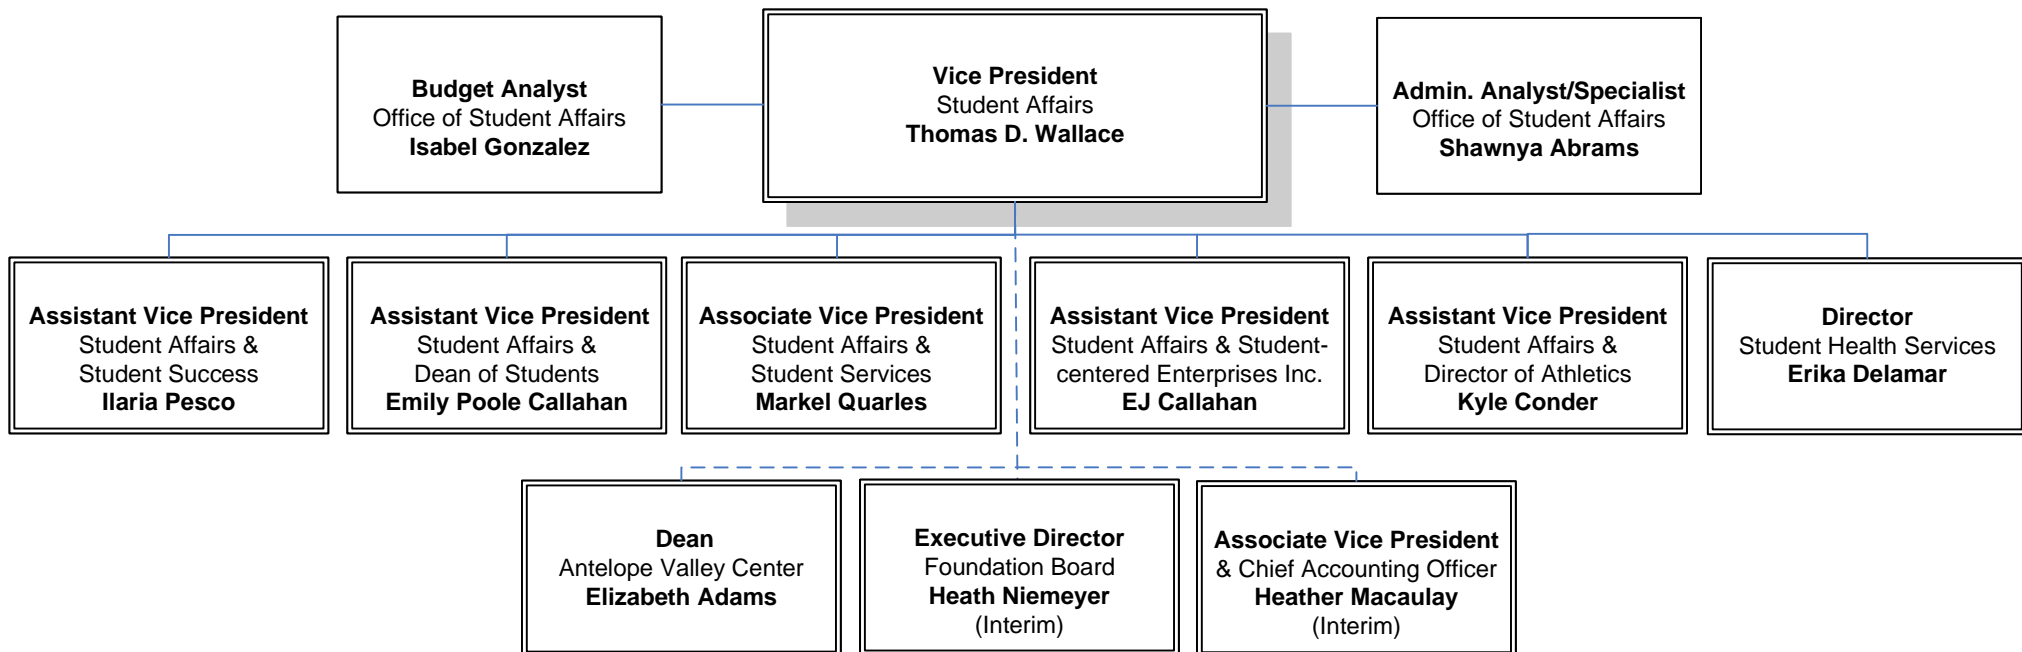 Budget Analyst
Office of Student Affairs
Isabel Gonzalez
Vice President
Student Affairs
Thomas D. Wallace
Admin. Analyst/Specialist
Office of Student Affairs
Shawnya Abrams
Assistant Vice President
Student Affairs &
Student Success
Ilaria Pesco
Assistant Vice President
Student Affairs &
Dean of Students
Emily Poole Callahan
Associate Vice President
Student Affairs &
Student Services
Markel Quarles
Assistant Vice President
Student Affairs & Student-
centered Enterprises Inc.
EJ Callahan
Assistant Vice President
Student Affairs &
Director of Athletics
Kyle Conder
Director
Student Health Services
Erika Delamar
Dean
Antelope Valley Center
Elizabeth Adams
Executive Director
Foundation Board
Heath Niemeyer
(Interim)
Associate Vice President
& Chief Accounting Officer
Heather Macaulay
(Interim)